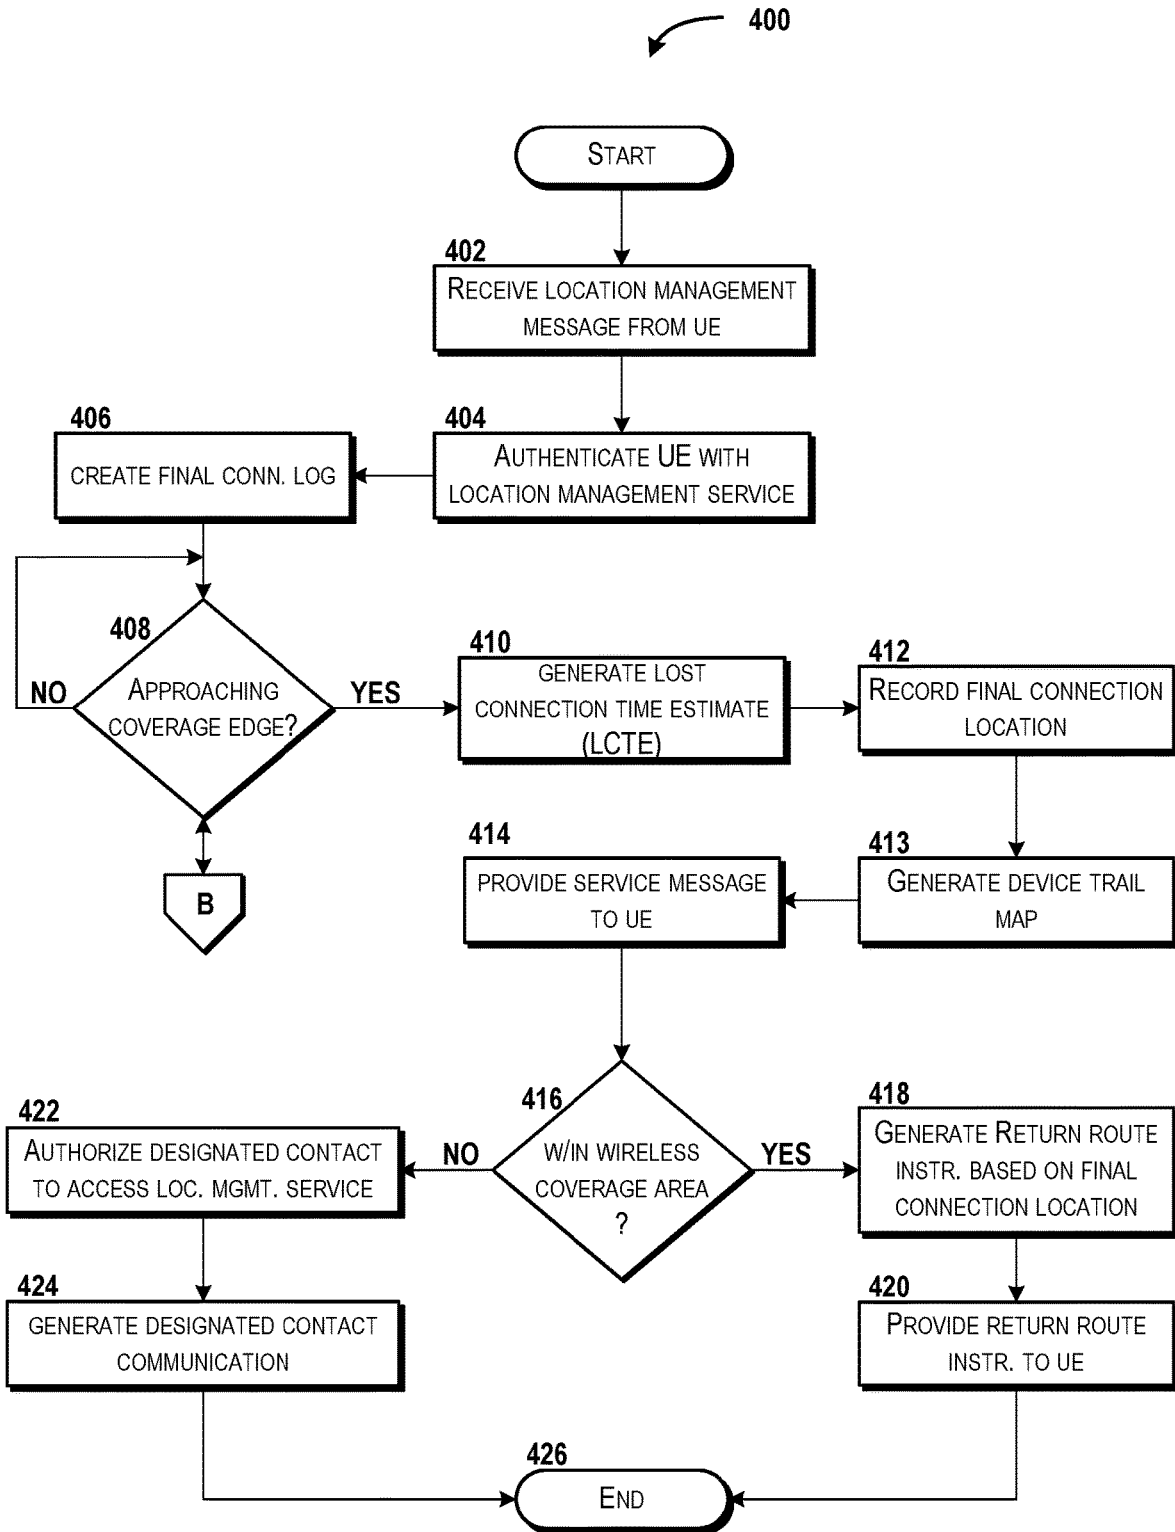 400
START
402
RECEIVE LOCATION MANAGEMENT
MESSAGE FROM UE
406
CREATE FINAL CONN. LOG
404
AUTHENTICATE UE WITH
LOCATION MANAGEMENT SERVICE
408
APPROACHING
COVERAGE EDGE?
NO
YES
B
410
GENERATE LOST
CONNECTION TIME ESTIMATE
(LCTE)
412
RECORD FINAL CONNECTION
LOCATION
414
PROVIDE SERVICE MESSAGE
TO UE
413
GENERATE DEVICE TRAIL
MAP
416
W/IN WIRELESS
COVERAGE AREA
?
NO
YES
422
AUTHORIZE DESIGNATED CONTACT
TO ACCESS LOC. MGMT. SERVICE
418
GENERATE RETURN ROUTE
INSTR. BASED ON FINAL
CONNECTION LOCATION
424
GENERATE DESIGNATED CONTACT
COMMUNICATION
420
PROVIDE RETURN ROUTE
INSTR. TO UE
426
END